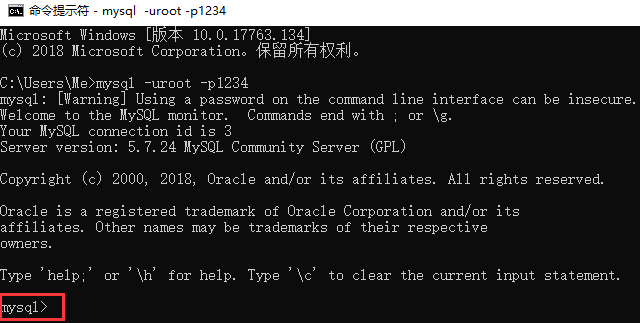 命令提示符 - mysql -uroot -p1234
Microsoft Windows [版本 10.0.17763.134]
(c) 2018 Microsoft Corporation。保留所有权利。
C:\Users\Me>mysql -uroot -p1234
mysql: [Warning] Using a password on the command line interface can be insecure.
Welcome to the MySQL monitor.  Commands end with ; or \g.
Your MySQL connection id is 3
Server version: 5.7.24 MySQL Community Server (GPL)
Copyright (c) 2000, 2018, Oracle and/or its affiliates. All rights reserved.
Oracle is a registered trademark of Oracle Corporation and/or its
affiliates. Other names may be trademarks of their respective
owners.
Type 'help;' or '\h' for help. Type '\c' to clear the current input statement.
mysql>